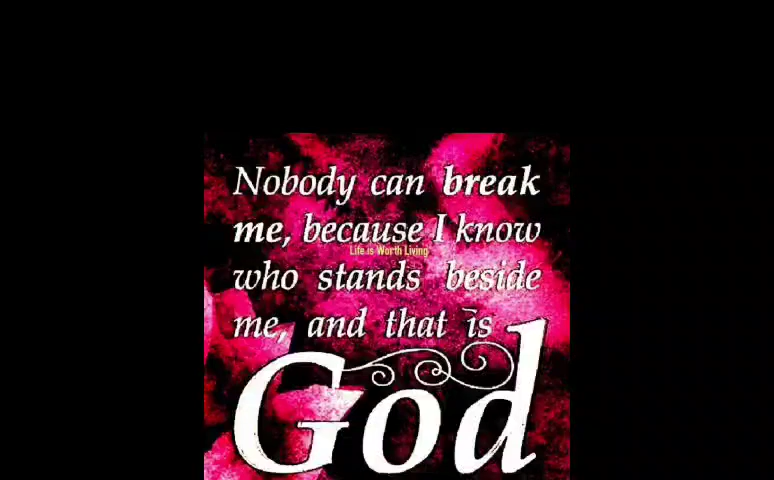 Nobody can break
me, because I know
Life is Worth Living
who stands beside
me, and that is
God